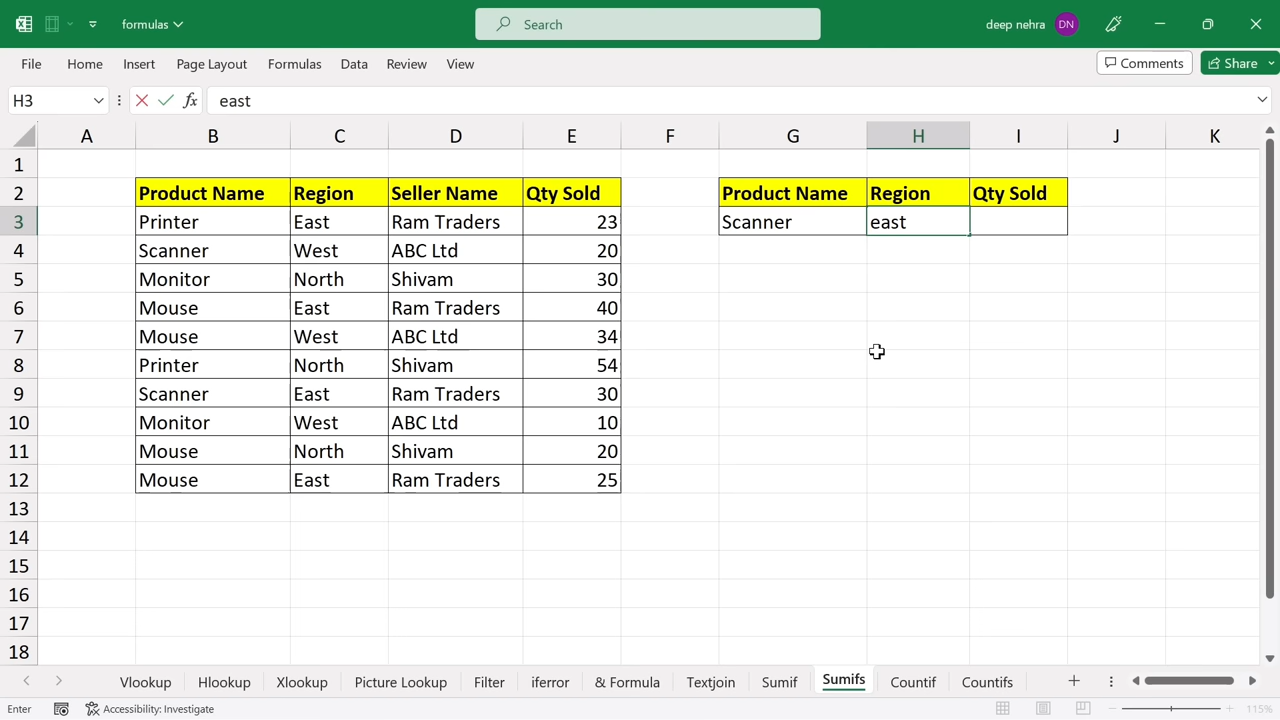 formulas
Search
deep nehra
DN
File Home Insert Page Layout Formulas Data Review View
Comments Share
H3 fx east
A B C D E F G H I J K
1
2 Product Name Region Seller Name Qty Sold Product Name Region Qty Sold
3 Printer East Ram Traders 23 Scanner east
4 Scanner West ABC Ltd 20
5 Monitor North Shivam 30
6 Mouse East Ram Traders 40
7 Mouse West ABC Ltd 34
8 Printer North Shivam 54
9 Scanner East Ram Traders 30
10 Monitor West ABC Ltd 10
11 Mouse North Shivam 20
12 Mouse East Ram Traders 25
13
14
15
16
17
18
Vlookup Hlookup Xlookup Picture Lookup Filter iferror & Formula Textjoin Sumif Sumifs Countif Countifs
Enter Accessibility: Investigate 115%